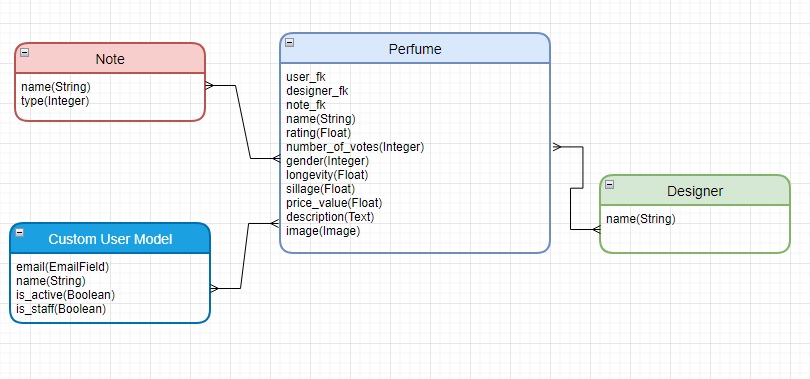 Note
name(String)
type(Integer)
Perfume
user_fk
designer_fk
note_fk
name(String)
rating(Float)
number_of_votes(Integer)
gender(Integer)
longevity(Float)
sillage(Float)
price_value(Float)
description(Text)
image(Image)
Designer
name(String)
Custom User Model
email(EmailField)
name(String)
is_active(Boolean)
is_staff(Boolean)